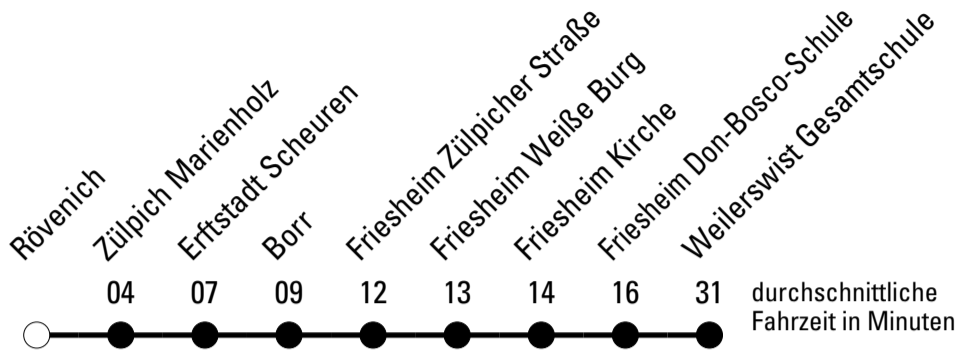 Rövenich
Zülpich Marienholz
Erftstadt Scheuren
Borr
Friesheim Zülpicher Straße
Friesheim Weiße Burg
Friesheim Kirche
Friesheim Don-Bosco-Schule
Weilerswist Gesamtschule
04 07 09 12 13 14 16 31 durchschnittliche
Fahrzeit in Minuten